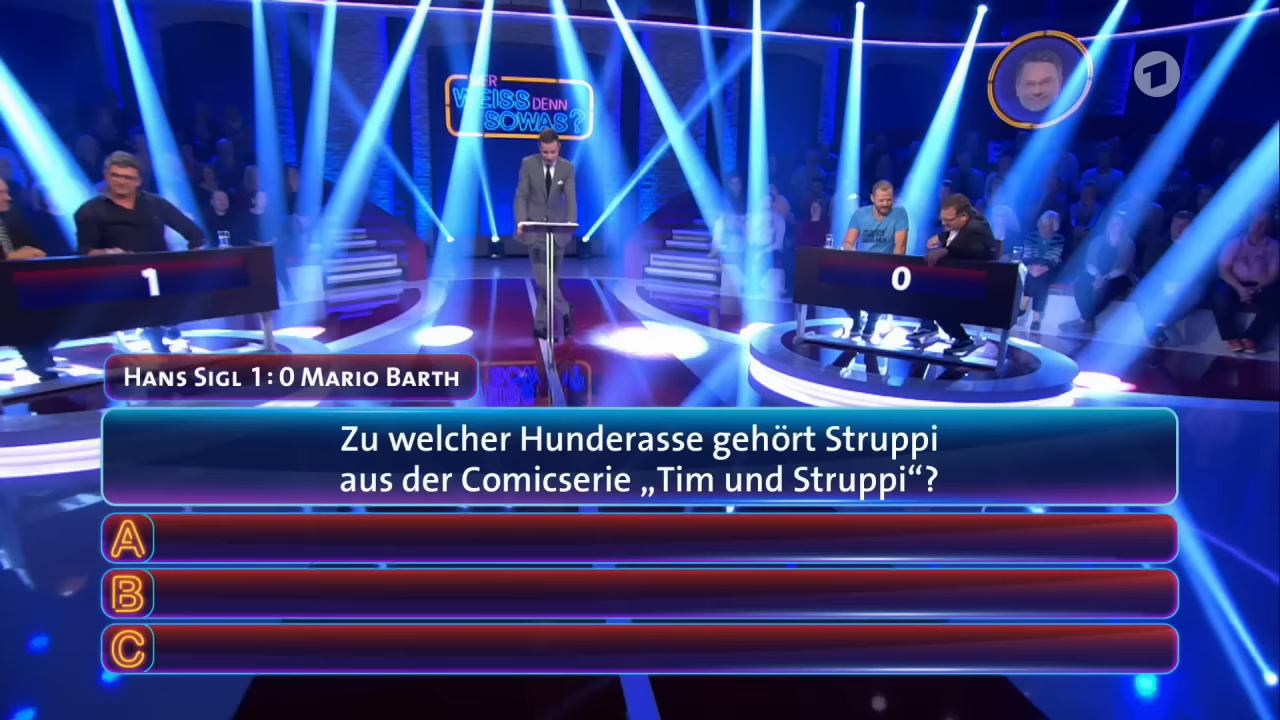 WER
WEISS DENN
SOWAS?
1
1
0
Hans Sigl 1:0 Mario Barth
Zu welcher Hunderasse gehört Struppi
aus der Comicserie „Tim und Struppi“?
A
B
C